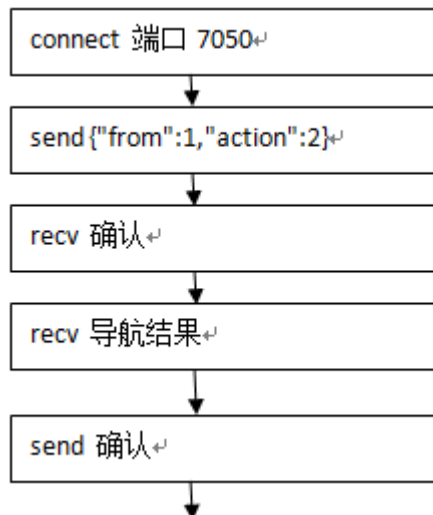 connect 端口 7050↵
send {"from":1,"action":2}↵
recv 确认↵
recv 导航结果↵
send 确认↵